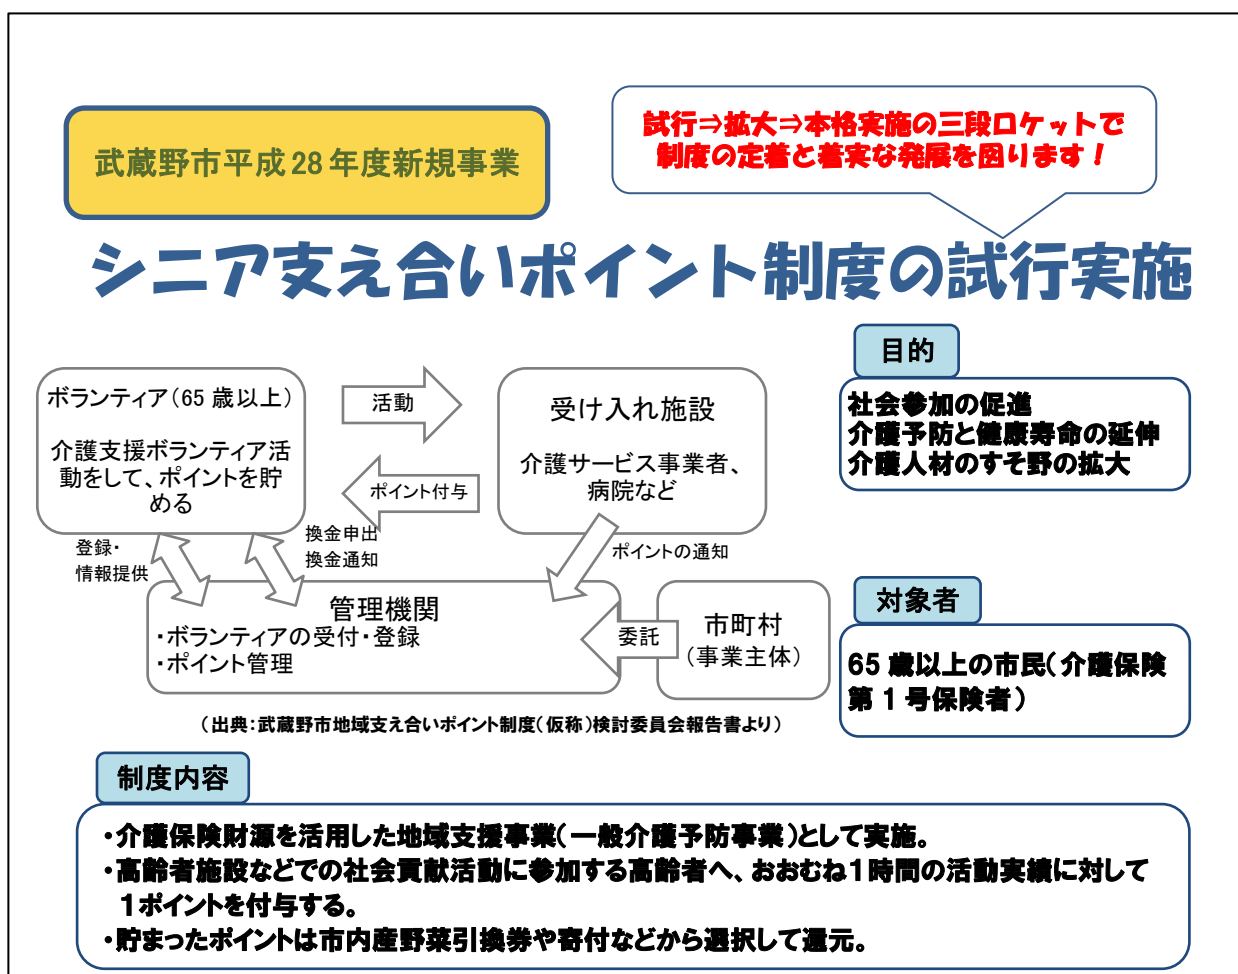 武蔵野市平成28年度新規事業
試行⇒拡大⇒本格実施の三段ロケットで
制度の定着と着実な発展を図ります！
シニア支え合いポイント制度の試行実施
ボランティア（65歳以上）
介護支援ボランティア活
動をして、ポイントを貯
める
活動
ポイント付与
受け入れ施設
介護サービス事業者、
病院など
登録・
情報提供
換金申出
換金通知
ポイントの通知
管理機関
・ボランティアの受付・登録
・ポイント管理
委託
市町村
（事業主体）
（出典：武蔵野市地域支え合いポイント制度（仮称）検討委員会報告書より）
目的
社会参加の促進
介護予防と健康寿命の延伸
介護人材のすそ野の拡大
対象者
65歳以上の市民（介護保険
第1号保険者）
制度内容
・介護保険財源を活用した地域支援事業（一般介護予防事業）として実施。
・高齢者施設などでの社会貢献活動に参加する高齢者へ、おおむね１時間の活動実績に対して
１ポイントを付与する。
・貯まったポイントは市内産野菜引換券や寄付などから選択して還元。